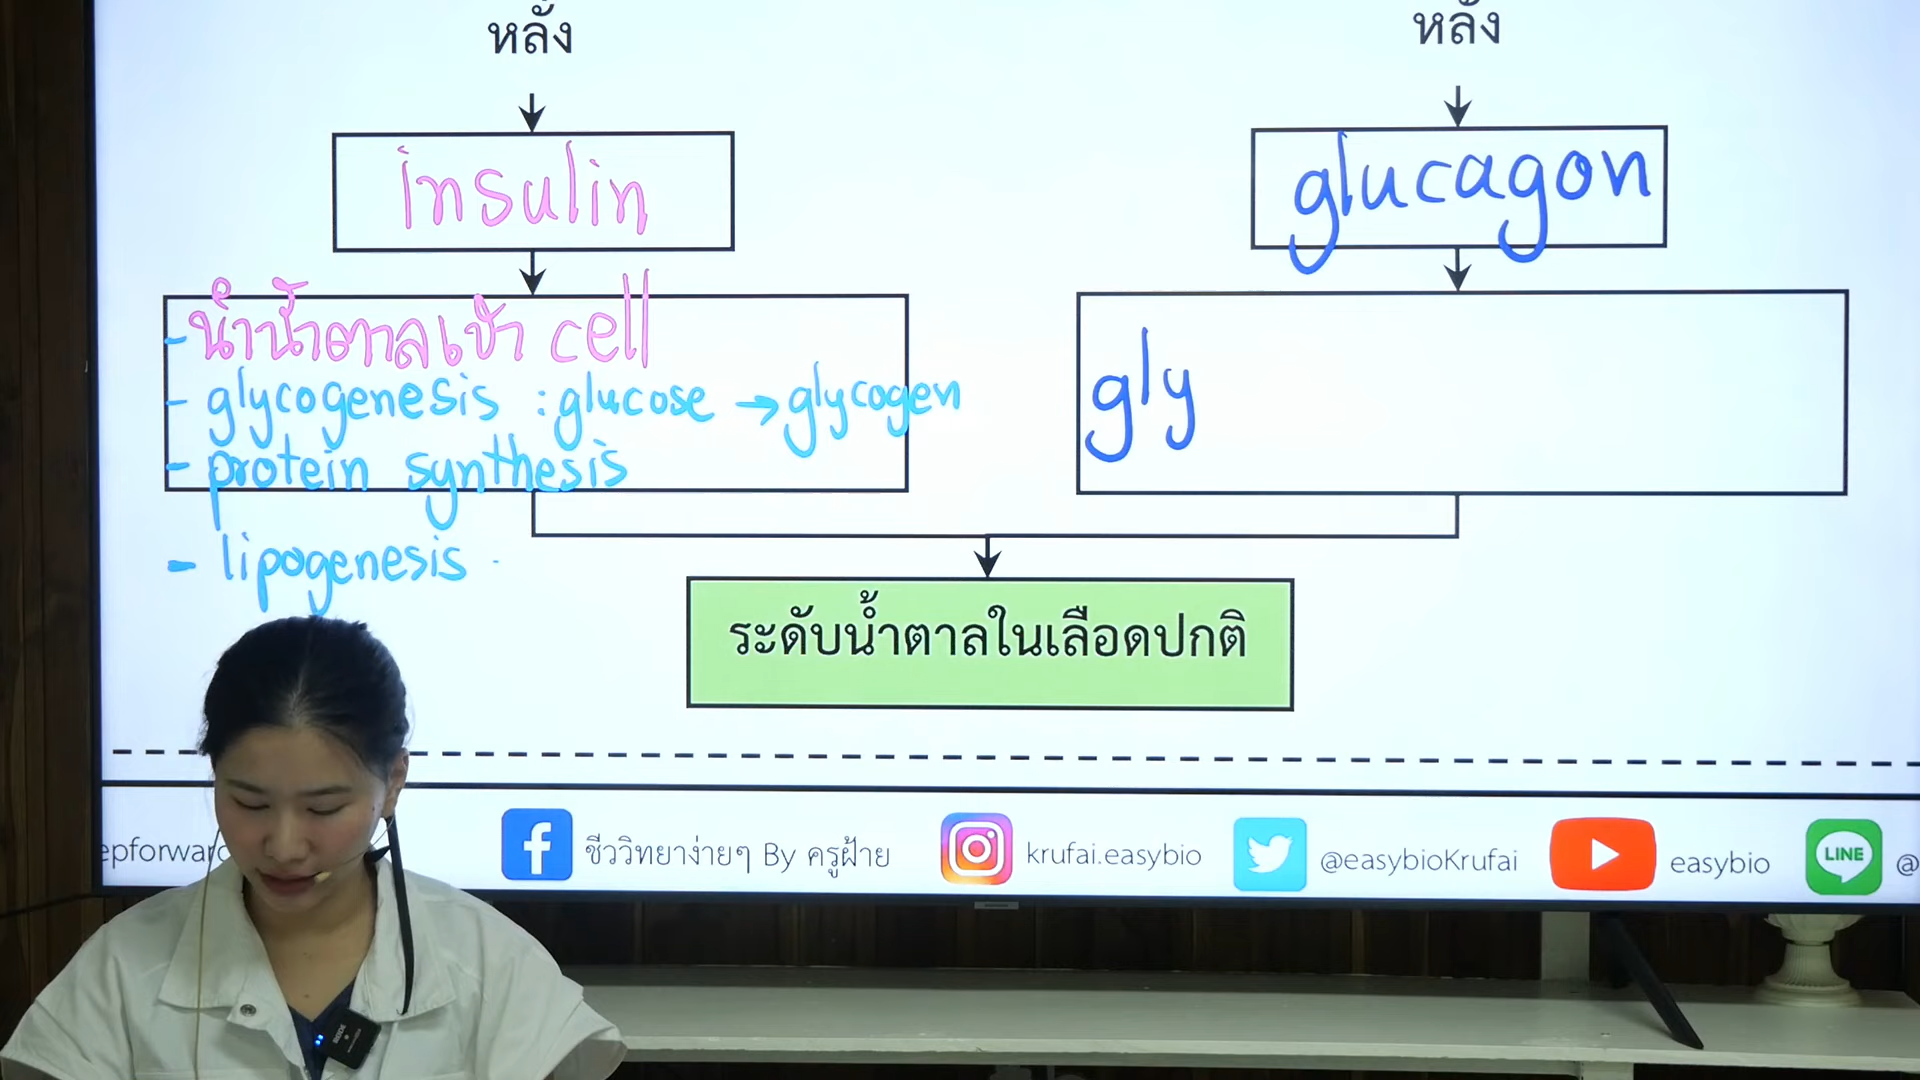 หลั่ง
หลั่ง
insulin
glucagon
- นำน้ำตาลเข้า cell
- glycogenesis : glucose → glycogen
- protein synthesis
- lipogenesis
gly
ระดับน้ำตาลในเลือดปกติ
epforward
ชีววิทยาง่ายๆ By ครูฝ้าย
krufai.easybio
@easybioKrufai
easybio
LINE
@